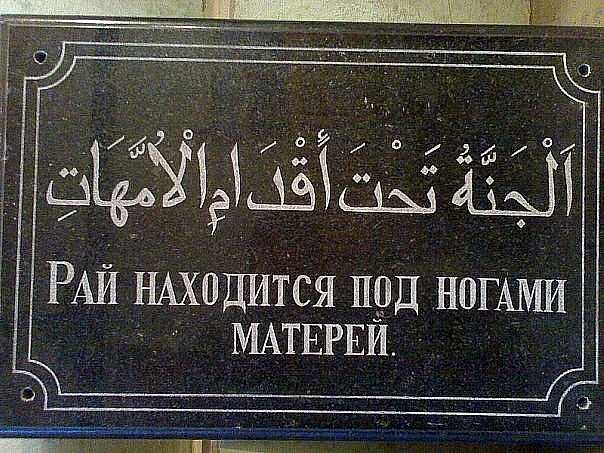 اَلْجَنَّةُ تَحْتَ أَقْدَامِ الْاُمَّهَاتِ
РАЙ НАХОДИТСЯ ПОД НОГАМИ
МАТЕРЕЙ.